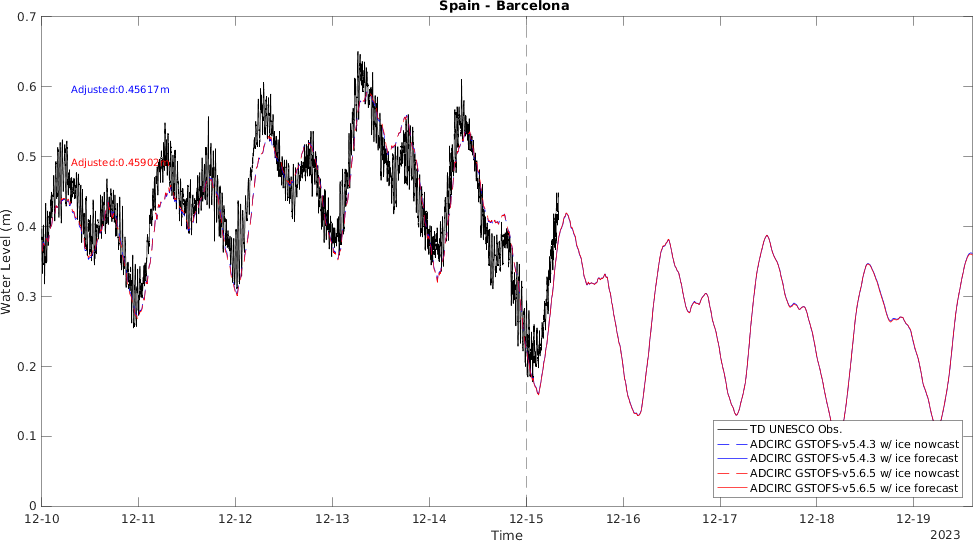 Spain - Barcelona
0.7
0.6
0.5
0.4
0.3
0.2
0.1
0
Water Level (m)
Adjusted:0.45617m
Adjusted:0.45902m
TD UNESCO Obs.
ADCIRC GSTOFS-v5.4.3 w/ ice nowcast
ADCIRC GSTOFS-v5.4.3 w/ ice forecast
ADCIRC GSTOFS-v5.6.5 w/ ice nowcast
ADCIRC GSTOFS-v5.6.5 w/ ice forecast
12-10 12-11 12-12 12-13 12-14 12-15 12-16 12-17 12-18 12-19
Time
2023